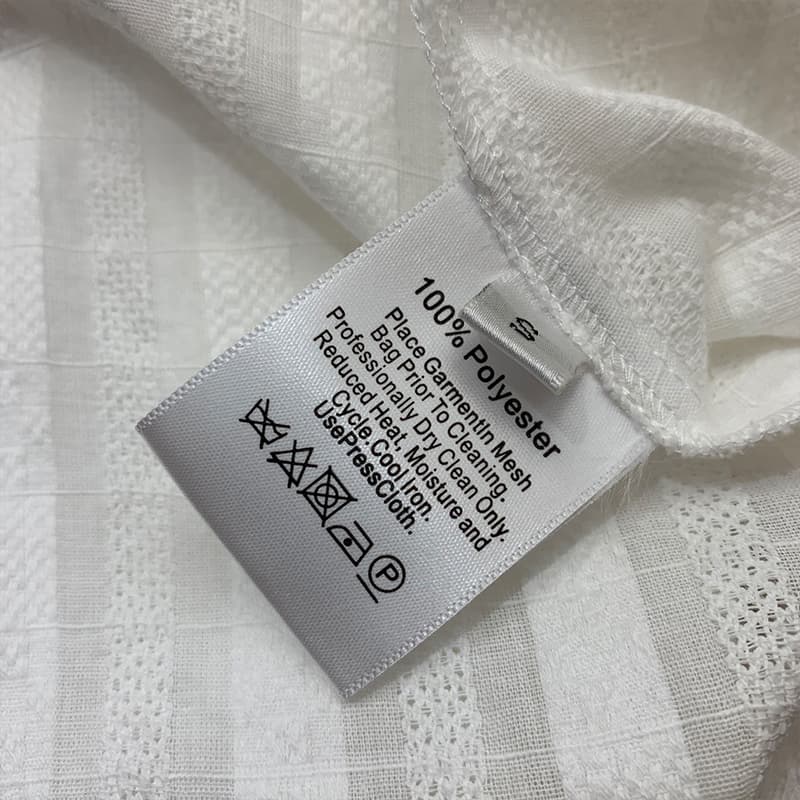 S
100% Polyester
Place GarmentIn Mesh
Bag Prior To Cleaning.
Professionally Dry Clean Only.
Reduced Heat, Moisture and
Cycle.Cool Iron.
UsePressCloth.
P